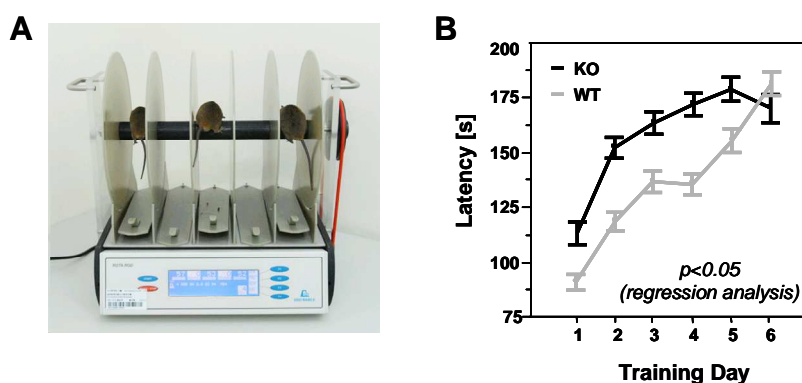 A
B
200
175
150
125
100
75
Latency [s]
KO
WT
p<0.05
(regression analysis)
1 2 3 4 5 6
Training Day